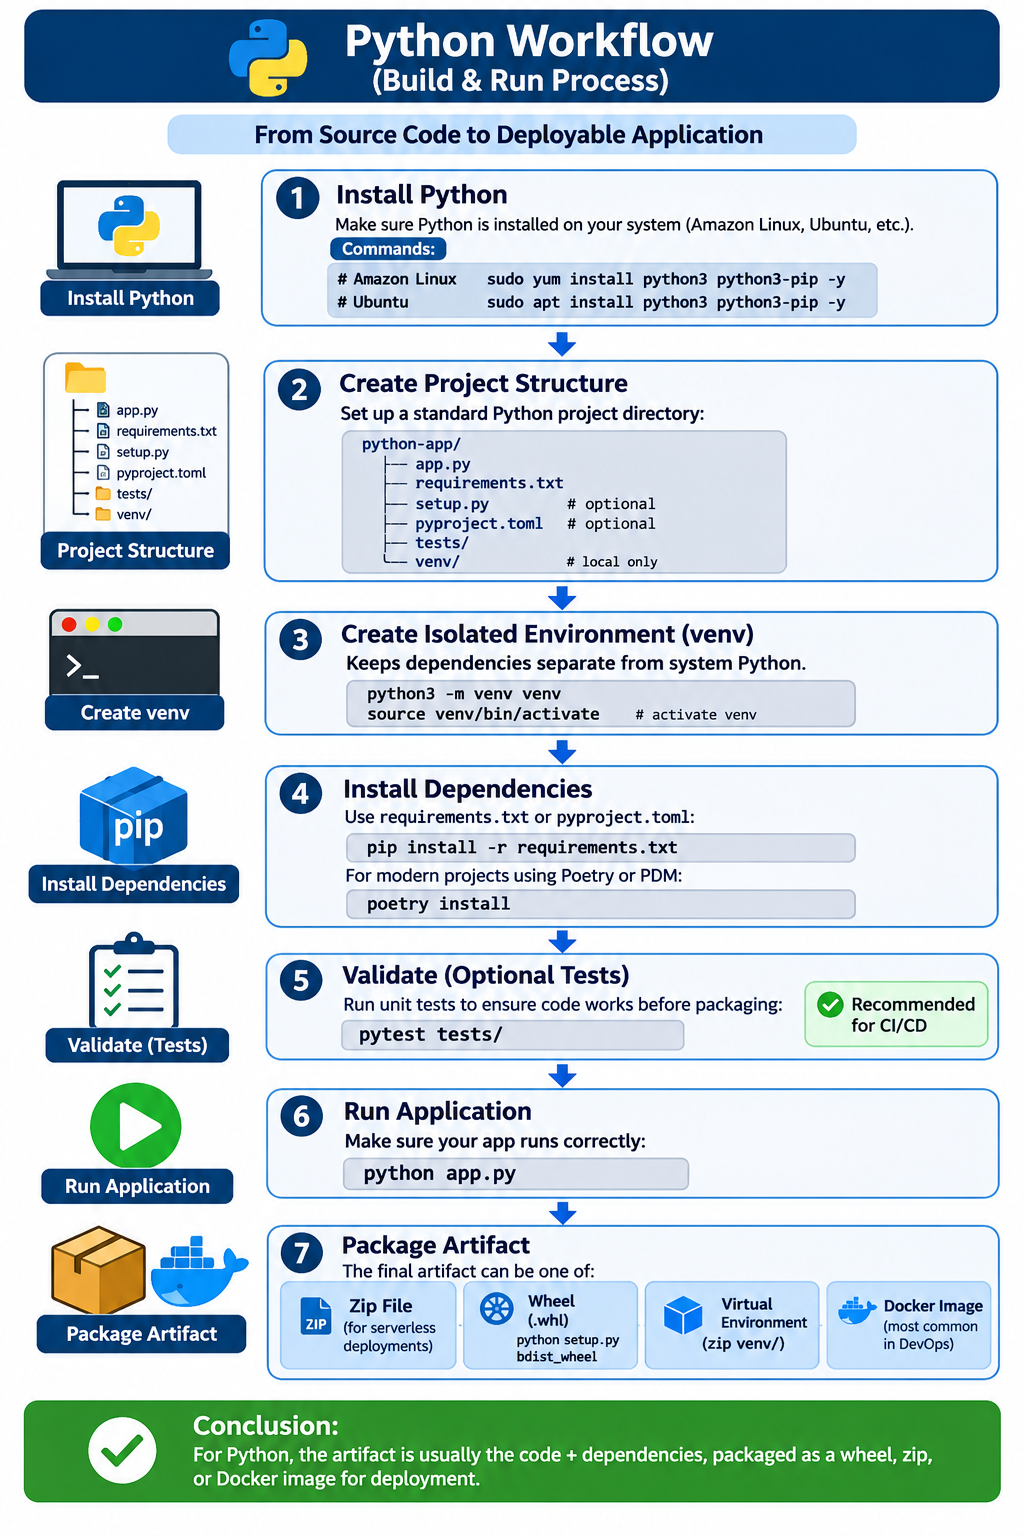 Python Workflow
(Build & Run Process)
From Source Code to Deployable Application
Install Python
1
Install Python
Make sure Python is installed on your system (Amazon Linux, Ubuntu, etc.).
Commands:
# Amazon Linux sudo yum install python3 python3-pip -y
# Ubuntu sudo apt install python3 python3-pip -y
app.py
requirements.txt
setup.py
pyproject.toml
tests/
venv/
Project Structure
2
Create Project Structure
Set up a standard Python project directory:
python-app/
├── app.py
├── requirements.txt
├── setup.py # optional
├── pyproject.toml # optional
├── tests/
└── venv/ # local only
>_
Create venv
3
Create Isolated Environment (venv)
Keeps dependencies separate from system Python.
python3 -m venv venv
source venv/bin/activate # activate venv
pip
Install Dependencies
4
Install Dependencies
Use requirements.txt or pyproject.toml:
pip install -r requirements.txt
For modern projects using Poetry or PDM:
poetry install
Validate (Tests)
5
Validate (Optional Tests)
Run unit tests to ensure code works before packaging:
pytest tests/
Recommended
for CI/CD
Run Application
6
Run Application
Make sure your app runs correctly:
python app.py
Package Artifact
7
Package Artifact
The final artifact can be one of:
ZIP
Zip File
(for serverless
deployments)
Wheel
(.whl)
python setup.py
bdist_wheel
Virtual
Environment
(zip venv/)
Docker Image
(most common
in DevOps)
Conclusion:
For Python, the artifact is usually the code + dependencies, packaged as a wheel, zip,
or Docker image for deployment.